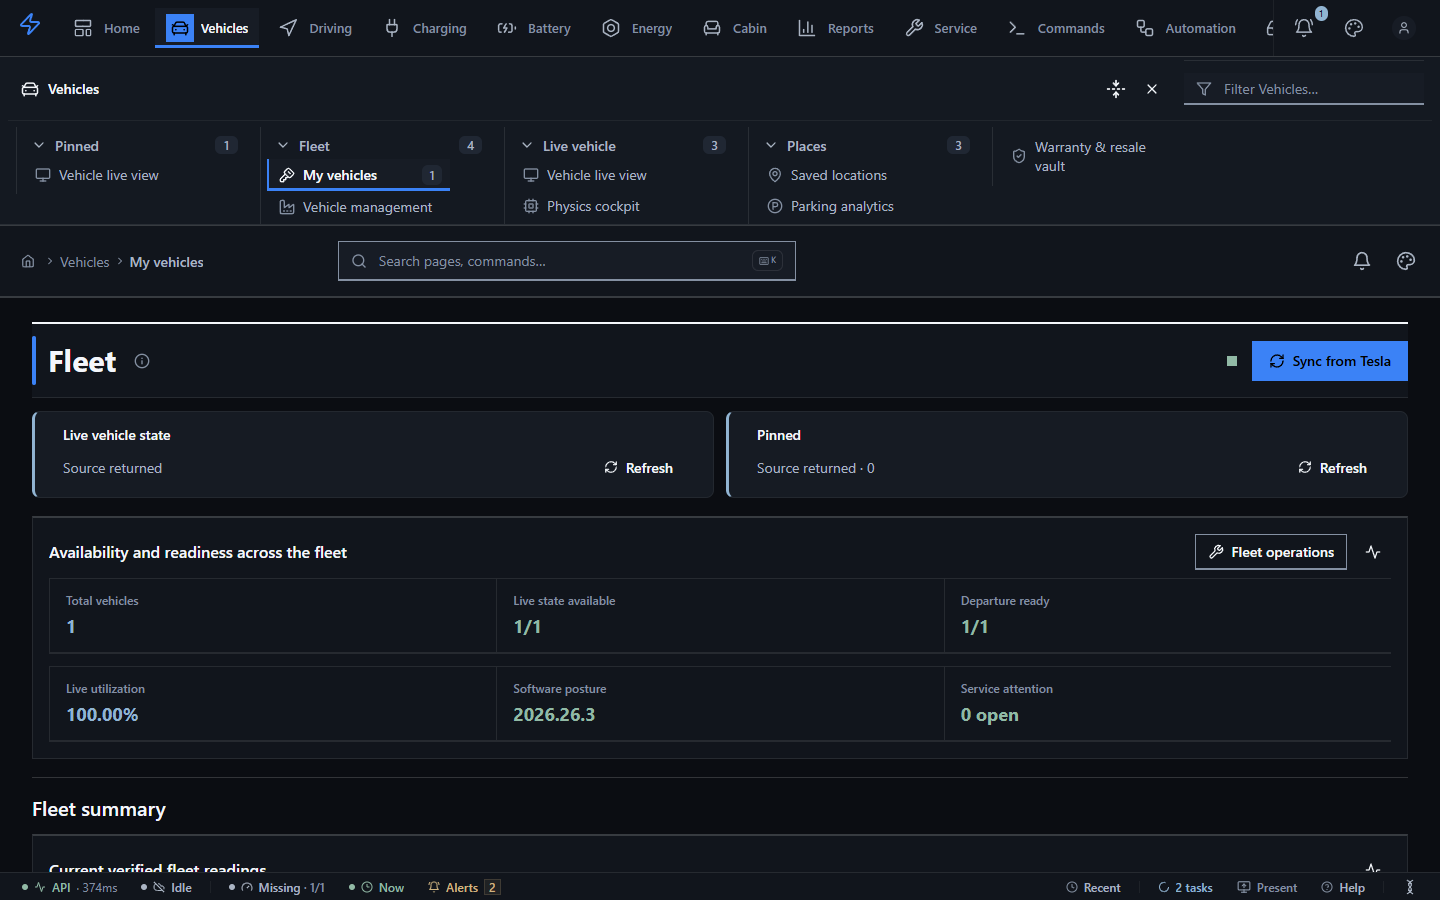 Home
Vehicles
Driving
Charging
Battery
Energy
Cabin
Reports
Service
Commands
Automation
1
Vehicles
Filter Vehicles...
Pinned 1
Vehicle live view
Fleet 4
My vehicles 1
Vehicle management
Live vehicle 3
Vehicle live view
Physics cockpit
Places 3
Saved locations
Parking analytics
Warranty & resale
vault
Vehicles
My vehicles
Search pages, commands...
K
Fleet
Sync from Tesla
Live vehicle state
Source returned
Refresh
Pinned
Source returned · 0
Refresh
Availability and readiness across the fleet
Fleet operations
Total vehicles
1
Live state available
1/1
Departure ready
1/1
Live utilization
100.00%
Software posture
2026.26.3
Service attention
0 open
Fleet summary
Current verified fleet readings
API · 374ms
Idle
Missing · 1/1
Now
Alerts 2
Recent
2 tasks
Present
Help